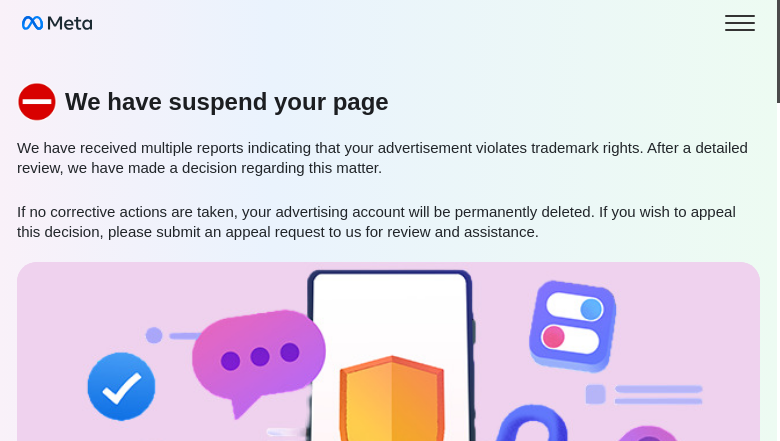 Meta
We have suspend your page
We have received multiple reports indicating that your advertisement violates trademark rights. After a detailed
review, we have made a decision regarding this matter.
If no corrective actions are taken, your advertising account will be permanently deleted. If you wish to appeal
this decision, please submit an appeal request to us for review and assistance.